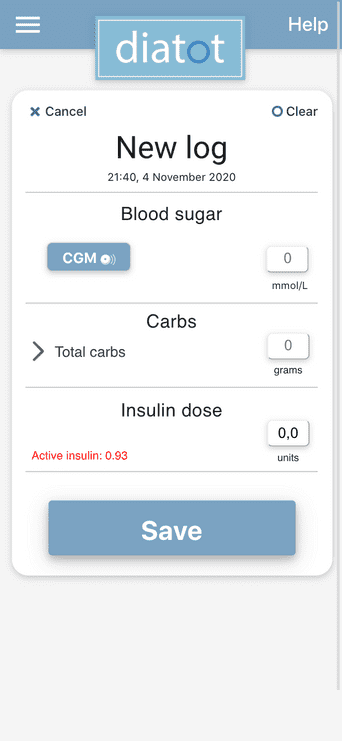 Help
diatot
Cancel
Clear
New log
21:40, 4 November 2020
Blood sugar
CGM
0
mmol/L
Carbs
Total carbs
0
grams
Insulin dose
0,0
Active insulin: 0.93
units
Save